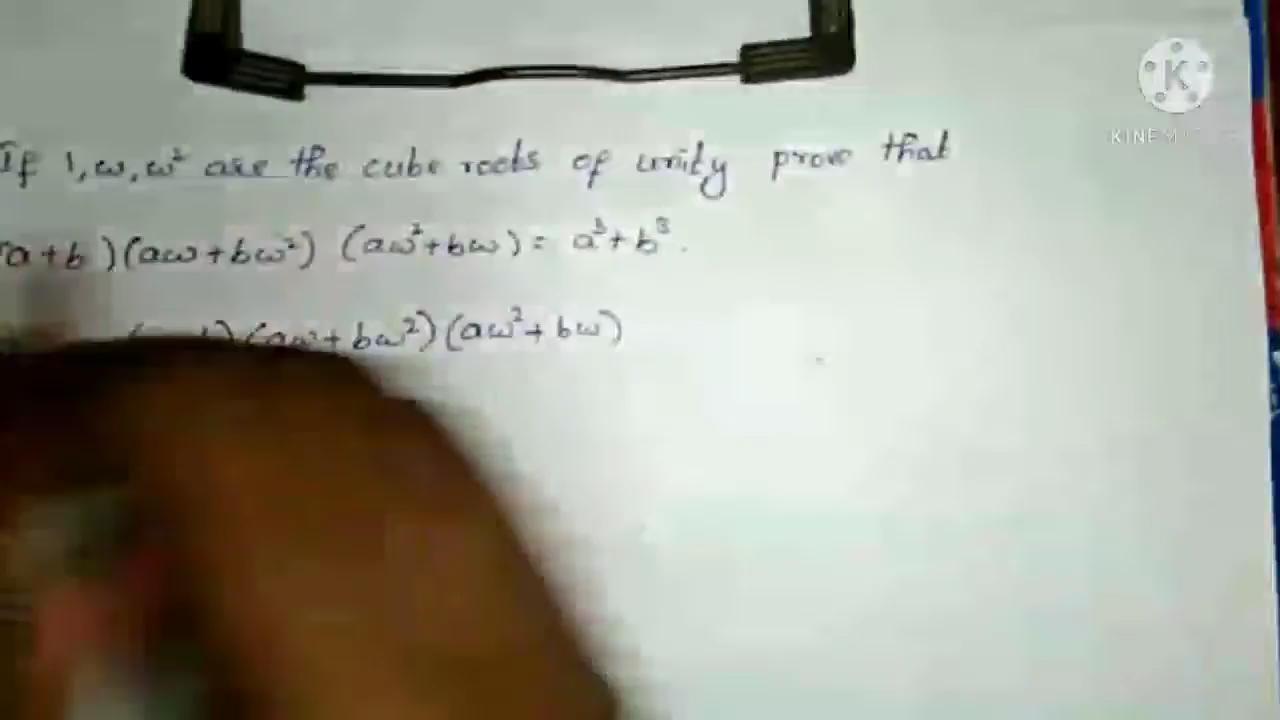 If 1, ω, ω² are the cube roots of unity prove that
a+b)(aω+bω²) (aω²+bω) = a³+b³.
(aω+bω²)(aω²+bω)
K
KINEM